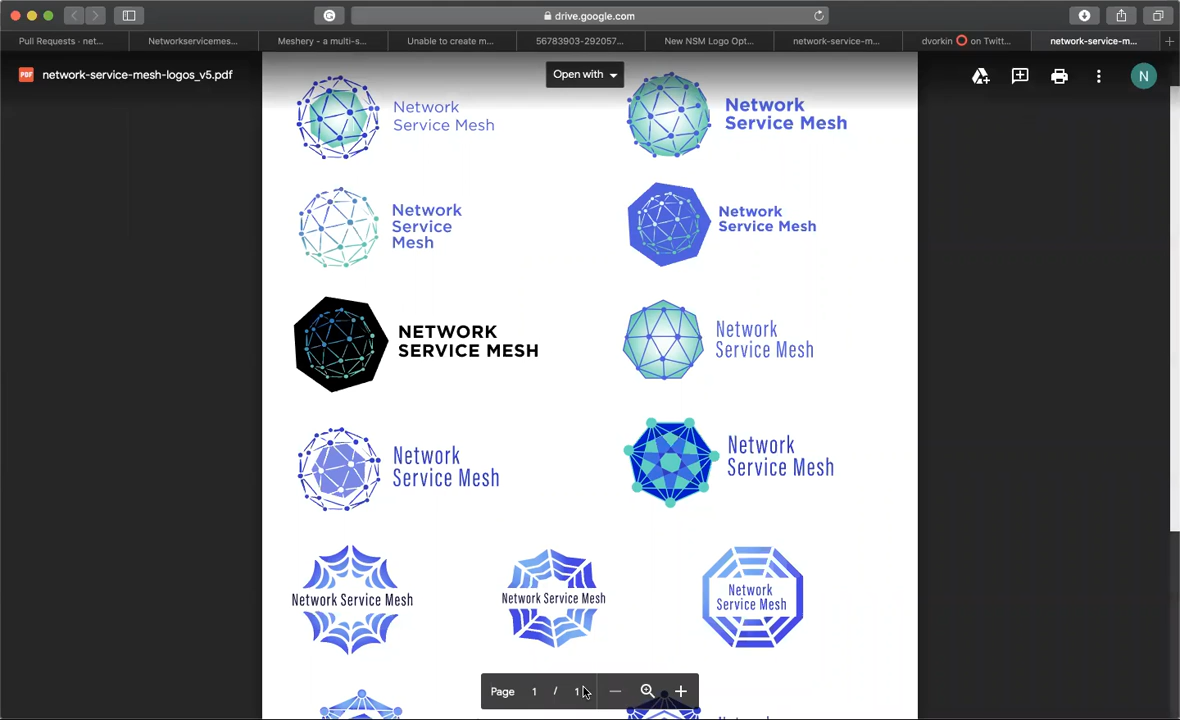 drive.google.com
Pull Requests · net...
Networkservicemes...
Meshery - a multi-s...
Unable to create m...
56783903-292057...
New NSM Logo Opt...
network-service-m...
dvorkin ⭕ on Twitt...
network-service-m...
PDF
network-service-mesh-logos_v5.pdf
Open with
N
Network
Service Mesh
Network
Service Mesh
Network
Service
Mesh
Network
Service Mesh
NETWORK
SERVICE MESH
Network
Service Mesh
Network
Service Mesh
Network
Service Mesh
Network Service Mesh
Network Service Mesh
Network
Service Mesh
Page 1 / 1